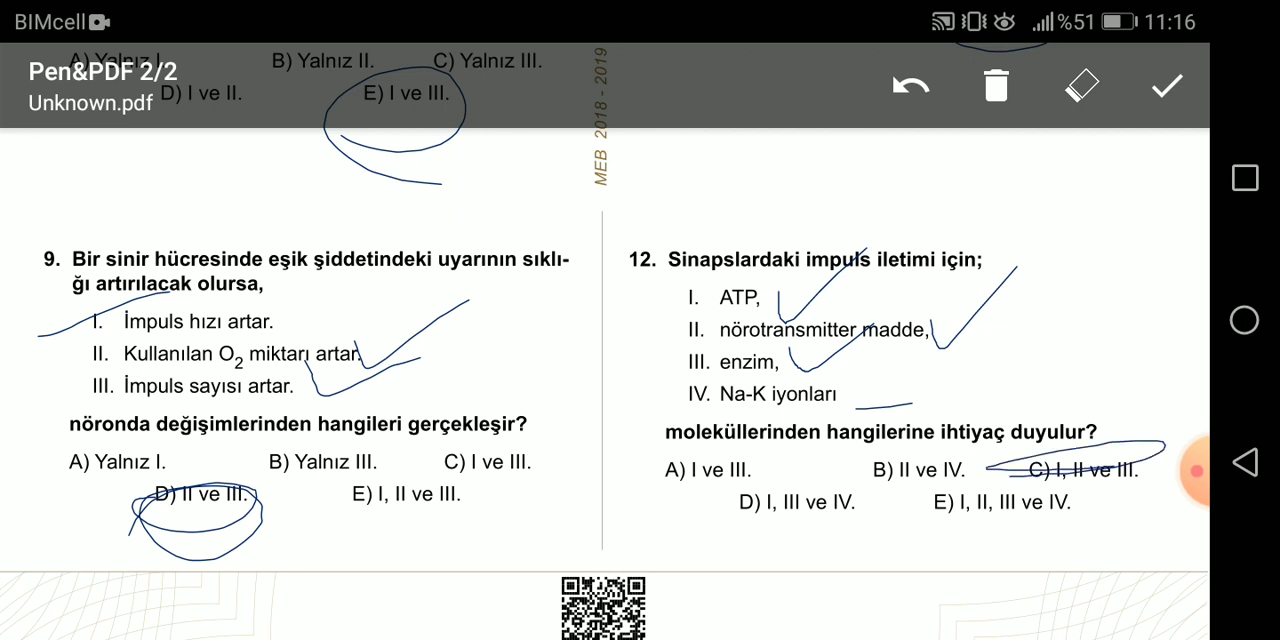 BIMcell
%51 11:16
A) Yalnız I. B) Yalnız II. C) Yalnız III.
Pen&PDF 2/2
Unknown.pdf
D) I ve II. E) I ve III.
MEB 2018 - 2019
9. Bir sinir hücresinde eşik şiddetindeki uyarının sıklı-
ğı artırılacak olursa,
I. İmpuls hızı artar.
II. Kullanılan O2 miktarı artar.
III. İmpuls sayısı artar.
nöronda değişimlerinden hangileri gerçekleşir?
A) Yalnız I. B) Yalnız III. C) I ve III.
D) II ve III. E) I, II ve III.
12. Sinapslardaki impuls iletimi için;
I. ATP,
II. nörotransmitter madde,
III. enzim,
IV. Na-K iyonları
moleküllerinden hangilerine ihtiyaç duyulur?
A) I ve III. B) II ve IV. C) I, II ve III.
D) I, III ve IV. E) I, II, III ve IV.